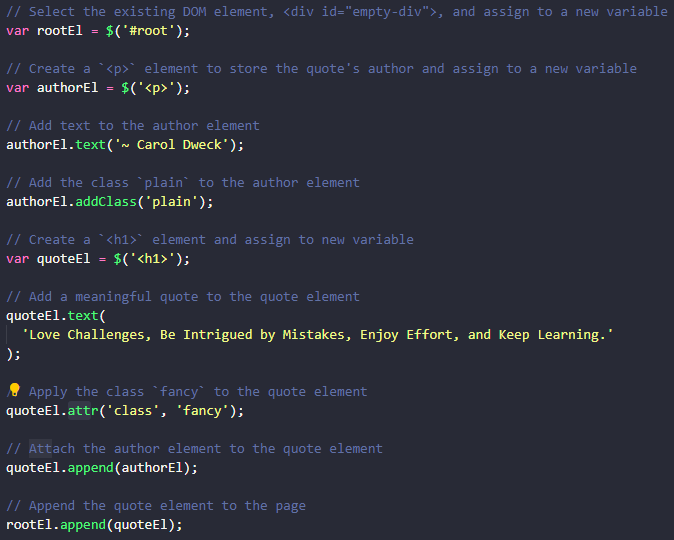 // Select the existing DOM element, <div id="empty-div">, and assign to a new variable
var rootEl = $('#root');
// Create a `<p>` element to store the quote's author and assign to a new variable
var authorEl = $('<p>');
// Add text to the author element
authorEl.text('~ Carol Dweck');
// Add the class `plain` to the author element
authorEl.addClass('plain');
// Create a `<h1>` element and assign to new variable
var quoteEl = $('<h1>');
// Add a meaningful quote to the quote element
quoteEl.text(
'Love Challenges, Be Intrigued by Mistakes, Enjoy Effort, and Keep Learning.'
);
// Apply the class `fancy` to the quote element
quoteEl.attr('class', 'fancy');
// Attach the author element to the quote element
quoteEl.append(authorEl);
// Append the quote element to the page
rootEl.append(quoteEl);